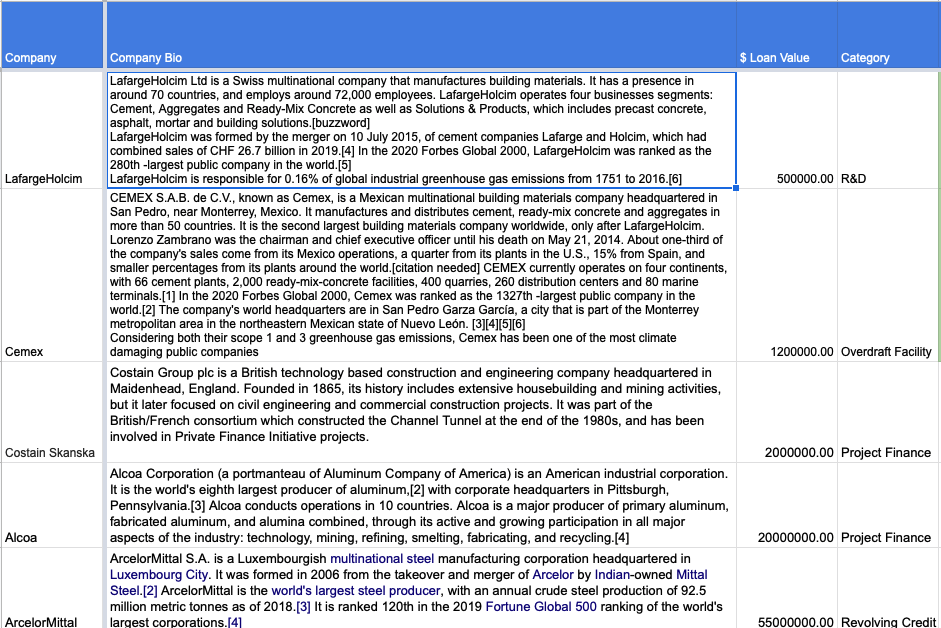 Company Company Bio $ Loan Value Category
LafargeHolcim Ltd is a Swiss multinational company that manufactures building materials. It has a presence in
around 70 countries, and employs around 72,000 employees. LafargeHolcim operates four businesses segments:
Cement, Aggregates and Ready-Mix Concrete as well as Solutions & Products, which includes precast concrete,
asphalt, mortar and building solutions.[buzzword]
LafargeHolcim was formed by the merger on 10 July 2015, of cement companies Lafarge and Holcim, which had
combined sales of CHF 26.7 billion in 2019.[4] In the 2020 Forbes Global 2000, LafargeHolcim was ranked as the
280th -largest public company in the world.[5]
LafargeHolcim LafargeHolcim is responsible for 0.16% of global industrial greenhouse gas emissions from 1751 to 2016.[6] 500000.00 R&D
CEMEX S.A.B. de C.V., known as Cemex, is a Mexican multinational building materials company headquartered in
San Pedro, near Monterrey, Mexico. It manufactures and distributes cement, ready-mix concrete and aggregates in
more than 50 countries. It is the second largest building materials company worldwide, only after LafargeHolcim.
Lorenzo Zambrano was the chairman and chief executive officer until his death on May 21, 2014. About one-third of
the company's sales come from its Mexico operations, a quarter from its plants in the U.S., 15% from Spain, and
smaller percentages from its plants around the world.[citation needed] CEMEX currently operates on four continents,
with 66 cement plants, 2,000 ready-mix-concrete facilities, 400 quarries, 260 distribution centers and 80 marine
terminals.[1] In the 2020 Forbes Global 2000, Cemex was ranked as the 1327th -largest public company in the
world.[2] The company's world headquarters are in San Pedro Garza García, a city that is part of the Monterrey
metropolitan area in the northeastern Mexican state of Nuevo León. [3][4][5][6]
Considering both their scope 1 and 3 greenhouse gas emissions, Cemex has been one of the most climate
Cemex damaging public companies 1200000.00 Overdraft Facility
Costain Group plc is a British technology based construction and engineering company headquartered in
Maidenhead, England. Founded in 1865, its history includes extensive housebuilding and mining activities,
but it later focused on civil engineering and commercial construction projects. It was part of the
British/French consortium which constructed the Channel Tunnel at the end of the 1980s, and has been
involved in Private Finance Initiative projects.
Costain Skanska 2000000.00 Project Finance
Alcoa Corporation (a portmanteau of Aluminum Company of America) is an American industrial corporation.
It is the world's eighth largest producer of aluminum,[2] with corporate headquarters in Pittsburgh,
Pennsylvania.[3] Alcoa conducts operations in 10 countries. Alcoa is a major producer of primary aluminum,
fabricated aluminum, and alumina combined, through its active and growing participation in all major
Alcoa aspects of the industry: technology, mining, refining, smelting, fabricating, and recycling.[4] 20000000.00 Project Finance
ArcelorMittal S.A. is a Luxembourgish multinational steel manufacturing corporation headquartered in
Luxembourg City. It was formed in 2006 from the takeover and merger of Arcelor by Indian-owned Mittal
Steel.[2] ArcelorMittal is the world's largest steel producer, with an annual crude steel production of 92.5
million metric tonnes as of 2018.[3] It is ranked 120th in the 2019 Fortune Global 500 ranking of the world's
ArcelorMittal largest corporations.[4] 55000000.00 Revolving Credit